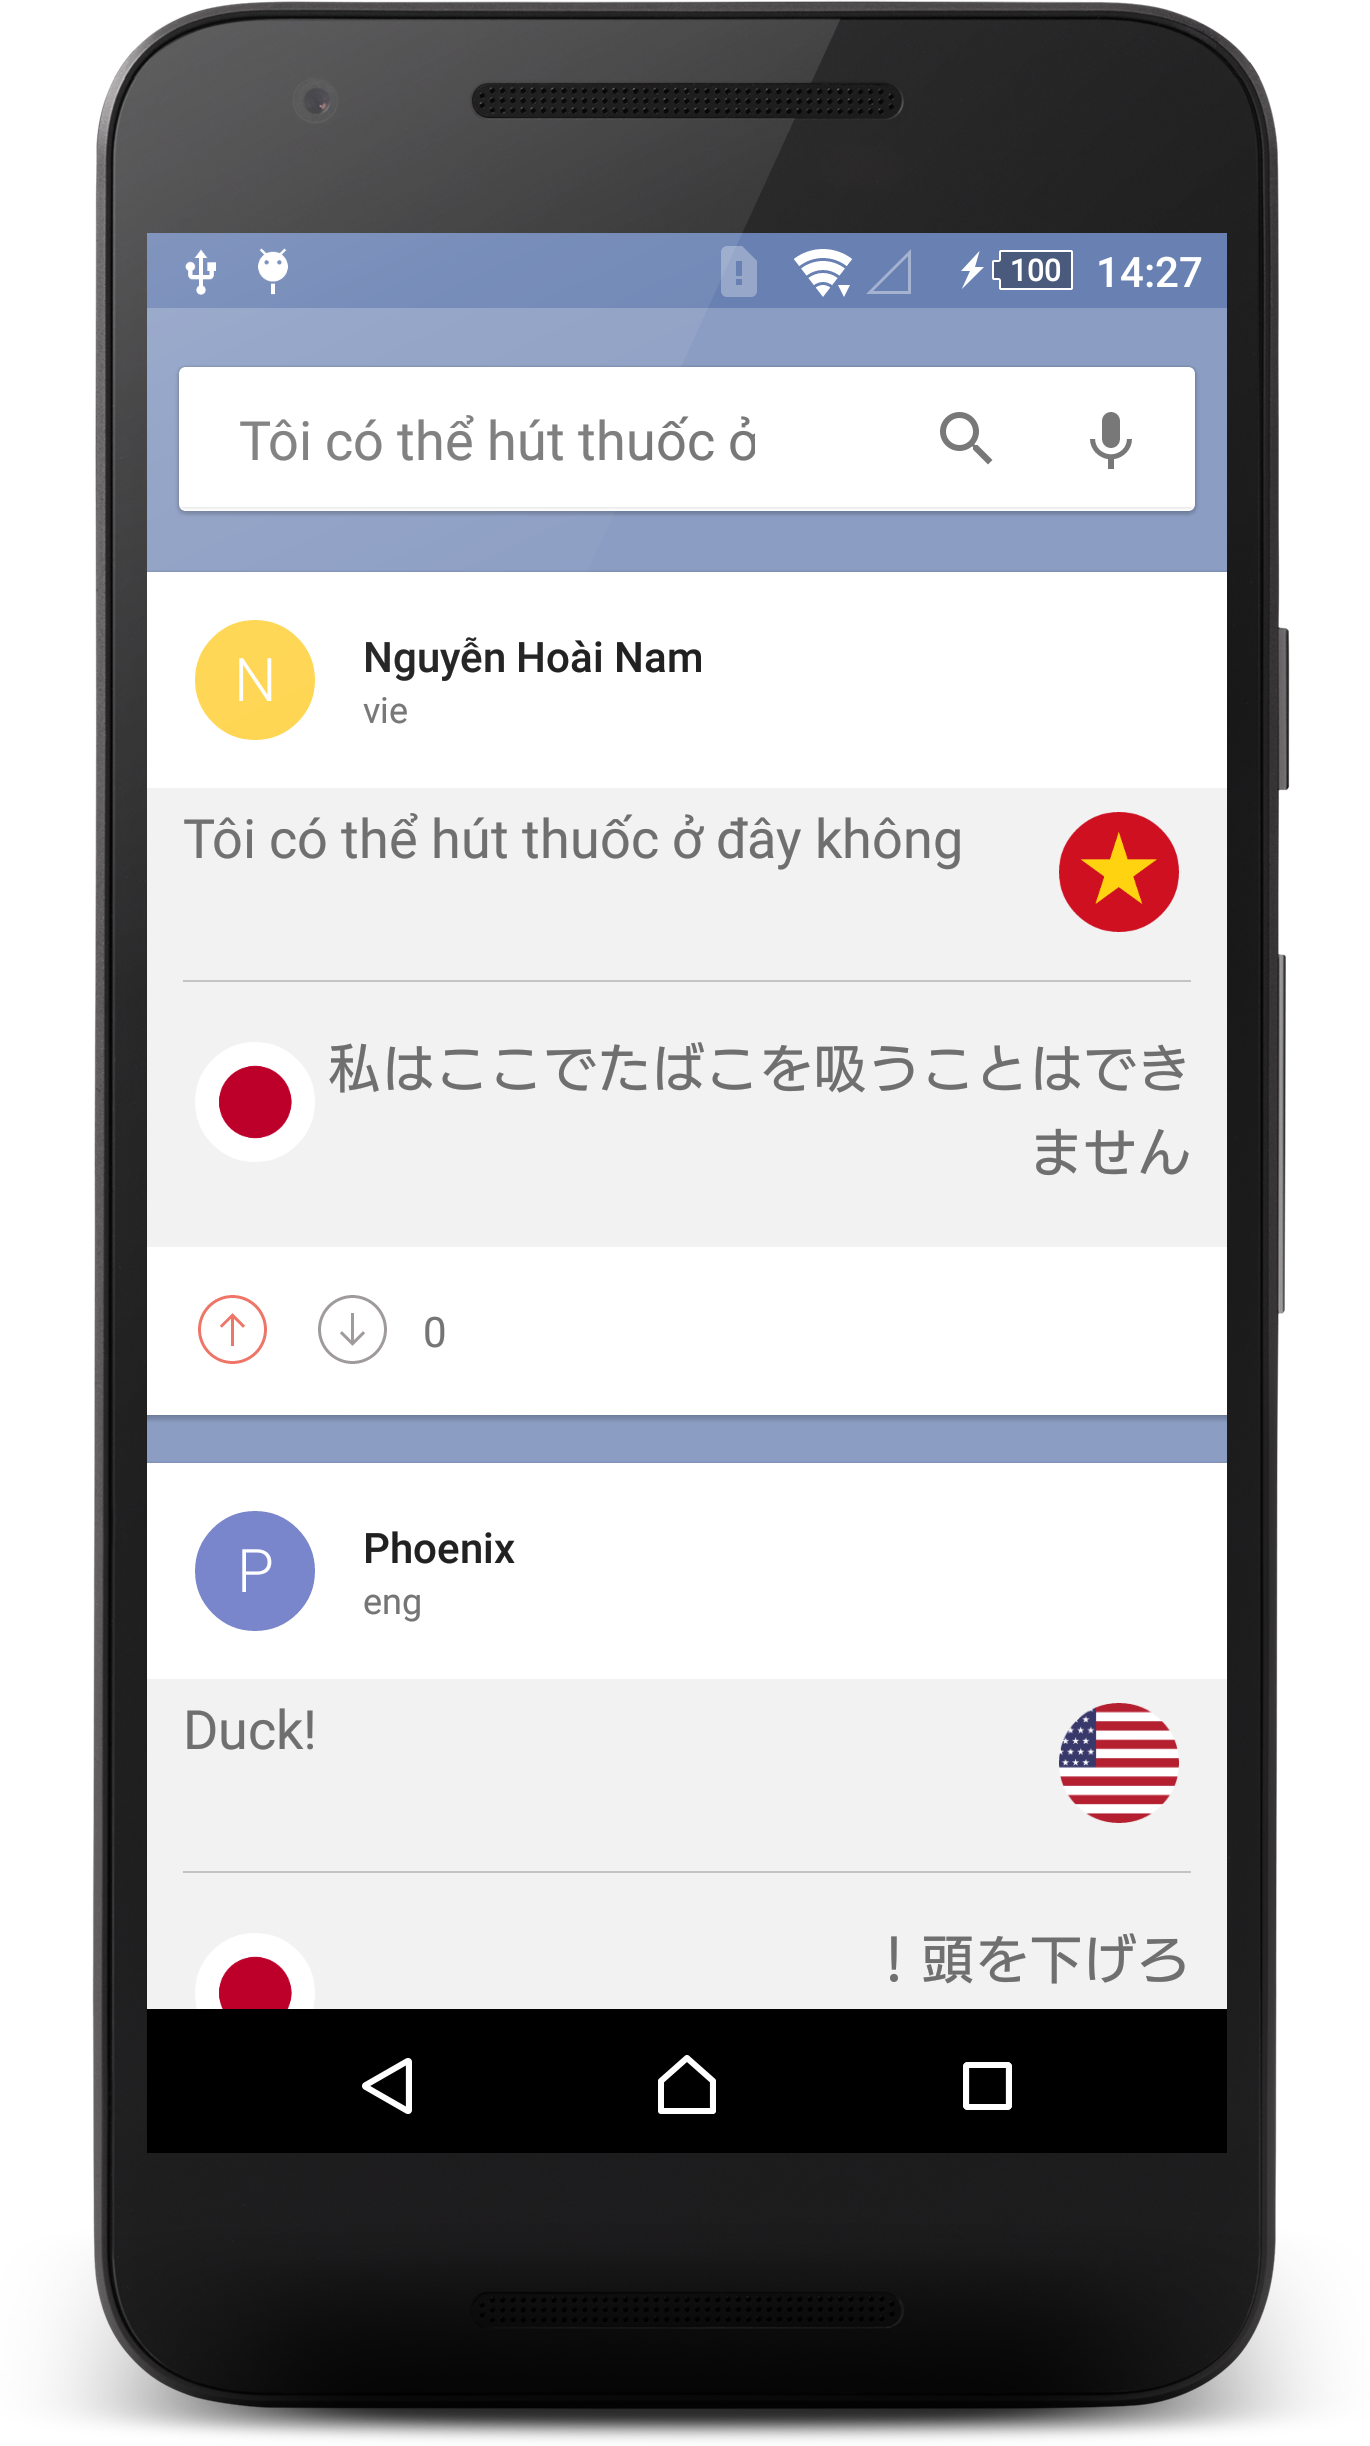 100 14:27
Tôi có thể hút thuốc ở
N
Nguyễn Hoài Nam
vie
Tôi có thể hút thuốc ở đây không
私はここでたばこを吸うことはでき
ません
0
P
Phoenix
eng
Duck!
！頭を下げろ